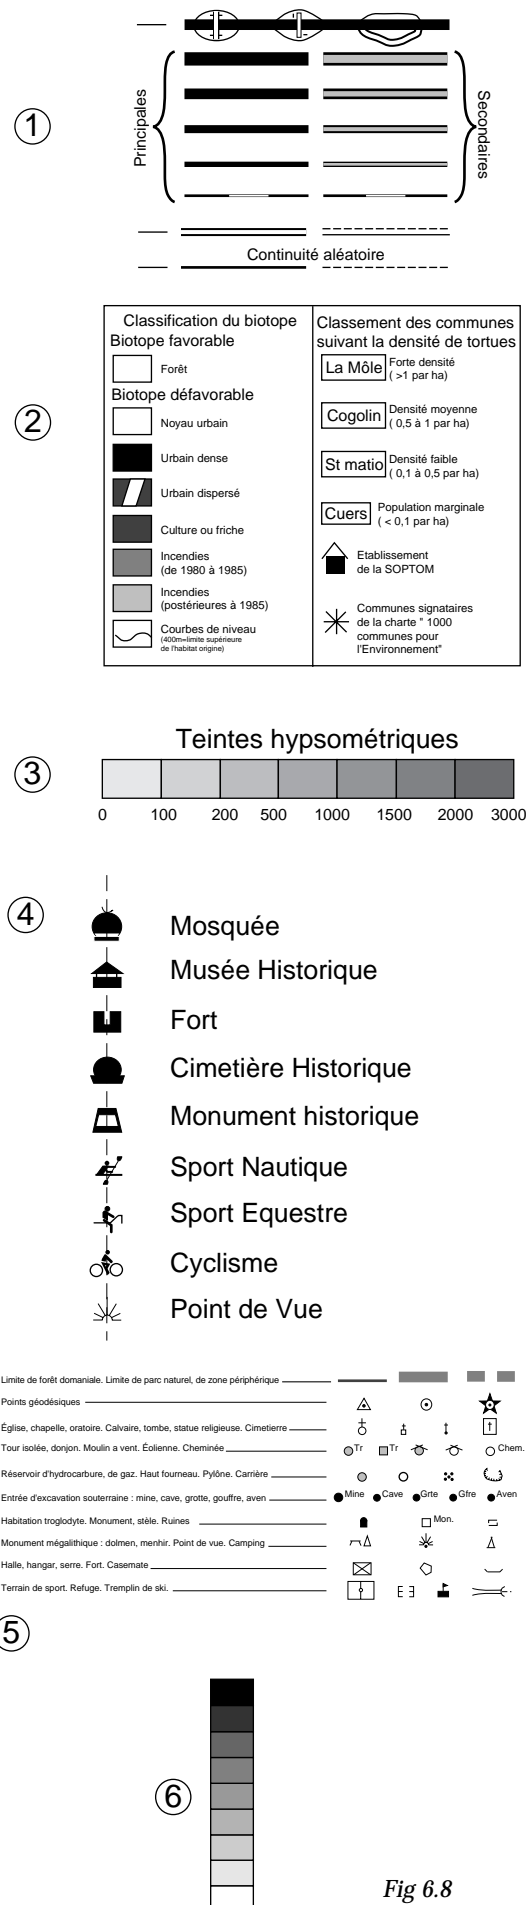 1
Principales
Secondaires
Continuité aléatoire
2
Classification du biotope
Biotope favorable
Forêt
Biotope défavorable
Noyau urbain
Urbain dense
Urbain dispersé
Culture ou friche
Incendies
(de 1980 à 1985)
Incendies
(postérieures à 1985)
Courbes de niveau
(400m=limite supérieure
de l'habitat origine)
Classement des communes
suivant la densité de tortues
La Môle Forte densité
( >1 par ha)
Cogolin Densité moyenne
( 0,5 à 1 par ha)
St matio Densité faible
( 0,1 à 0,5 par ha)
Cuers Population marginale
( < 0,1 par ha)
Etablissement
de la SOPTOM
Communes signataires
de la charte " 1000
communes pour
l'Environnement"
3
Teintes hypsométriques
0 100 200 500 1000 1500 2000 3000
4
Mosquée
Musée Historique
Fort
Cimetière Historique
Monument historique
Sport Nautique
Sport Equestre
Cyclisme
Point de Vue
Limite de forêt domaniale. Limite de parc naturel, de zone périphérique
Points géodésiques
Église, chapelle, oratoire. Calvaire, tombe, statue religieuse. Cimetierre
Tour isolée, donjon. Moulin a vent. Éolienne. Cheminée Tr Tr Chem.
Réservoir d'hydrocarbure, de gaz. Haut fourneau. Pylône. Carrière
Entrée d'excavation souterraine : mine, cave, grotte, gouffre, aven Mine Cave Grte Gfre Aven
Habitation troglodyte. Monument, stèle. Ruines Mon.
Monument mégalithique : dolmen, menhir. Point de vue. Camping
Halle, hangar, serre. Fort. Casemate
Terrain de sport. Refuge. Tremplin de ski.
5
6
Fig 6.8